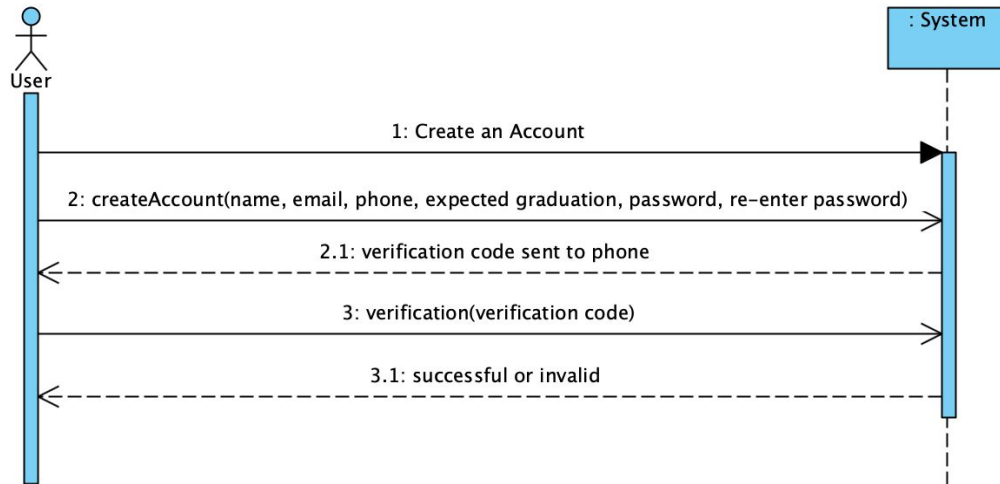 : System
User
1: Create an Account
2: createAccount(name, email, phone, expected graduation, password, re-enter password)
2.1: verification code sent to phone
3: verification(verification code)
3.1: successful or invalid